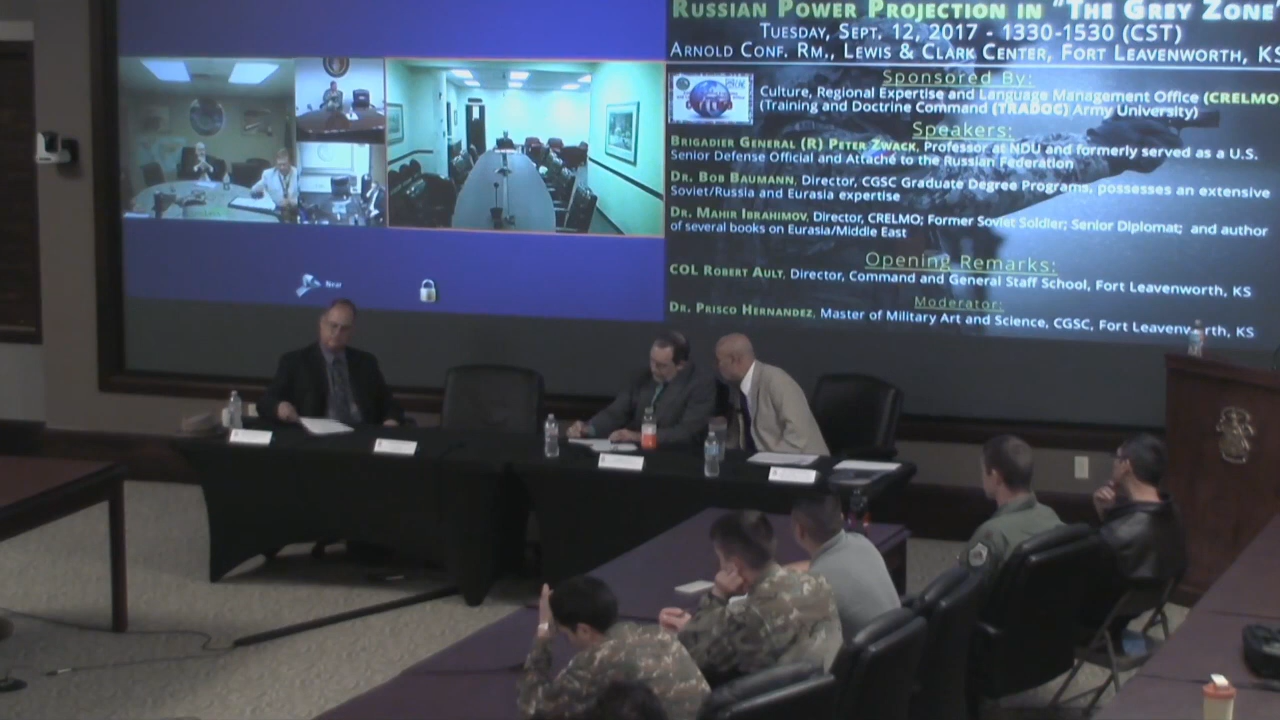 RUSSIAN POWER PROJECTION IN "THE GREY ZONE"
TUESDAY, SEPT. 12, 2017 - 1330-1530 (CST)
ARNOLD CONF. RM., LEWIS & CLARK CENTER, FORT LEAVENWORTH, KS
Sponsored By:
Culture, Regional Expertise and Language Management Office (CRELMO)
(Training and Doctrine Command (TRADOC) Army University)
Speakers:
BRIGADIER GENERAL (R) PETER ZWACK, Professor at NDU and formerly served as a U.S.
Senior Defense Official and Attaché to the Russian Federation
DR. BOB BAUMANN, Director, CGSC Graduate Degree Programs, possesses an extensive
Soviet/Russia and Eurasia expertise
DR. MAHIR IBRAHIMOV, Director, CRELMO; Former Soviet Soldier; Senior Diplomat; and author
of several books on Eurasia/Middle East
Opening Remarks:
COL ROBERT AULT, Director, Command and General Staff School, Fort Leavenworth, KS
Moderator:
DR. PRISCO HERNANDEZ, Master of Military Art and Science, CGSC, Fort Leavenworth, KS
Near